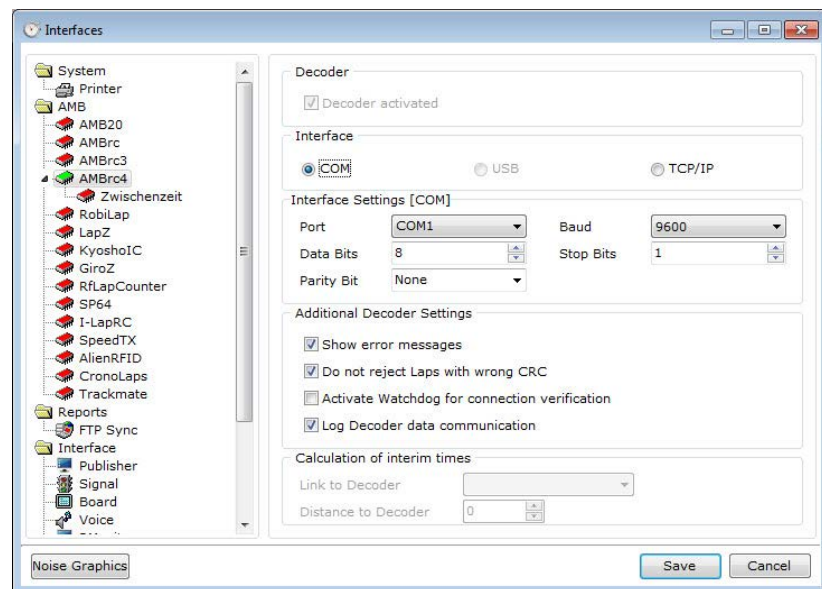 Interfaces
System
Printer
AMB
AMB20
AMBrc
AMBrc3
AMBrc4
Zwischenzeit
RobiLap
LapZ
KyoshoIC
GiroZ
RfLapCounter
SP64
I-LapRC
SpeedTX
AlienRFID
CronoLaps
Trackmate
Reports
FTP Sync
Interface
Publisher
Signal
Board
Voice
Decoder
Decoder activated
Interface
COM USB TCP/IP
Interface Settings [COM]
Port COM1 Baud 9600
Data Bits 8 Stop Bits 1
Parity Bit None
Additional Decoder Settings
Show error messages
Do not reject Laps with wrong CRC
Activate Watchdog for connection verification
Log Decoder data communication
Calculation of interim times
Link to Decoder
Distance to Decoder 0
Noise Graphics Save Cancel